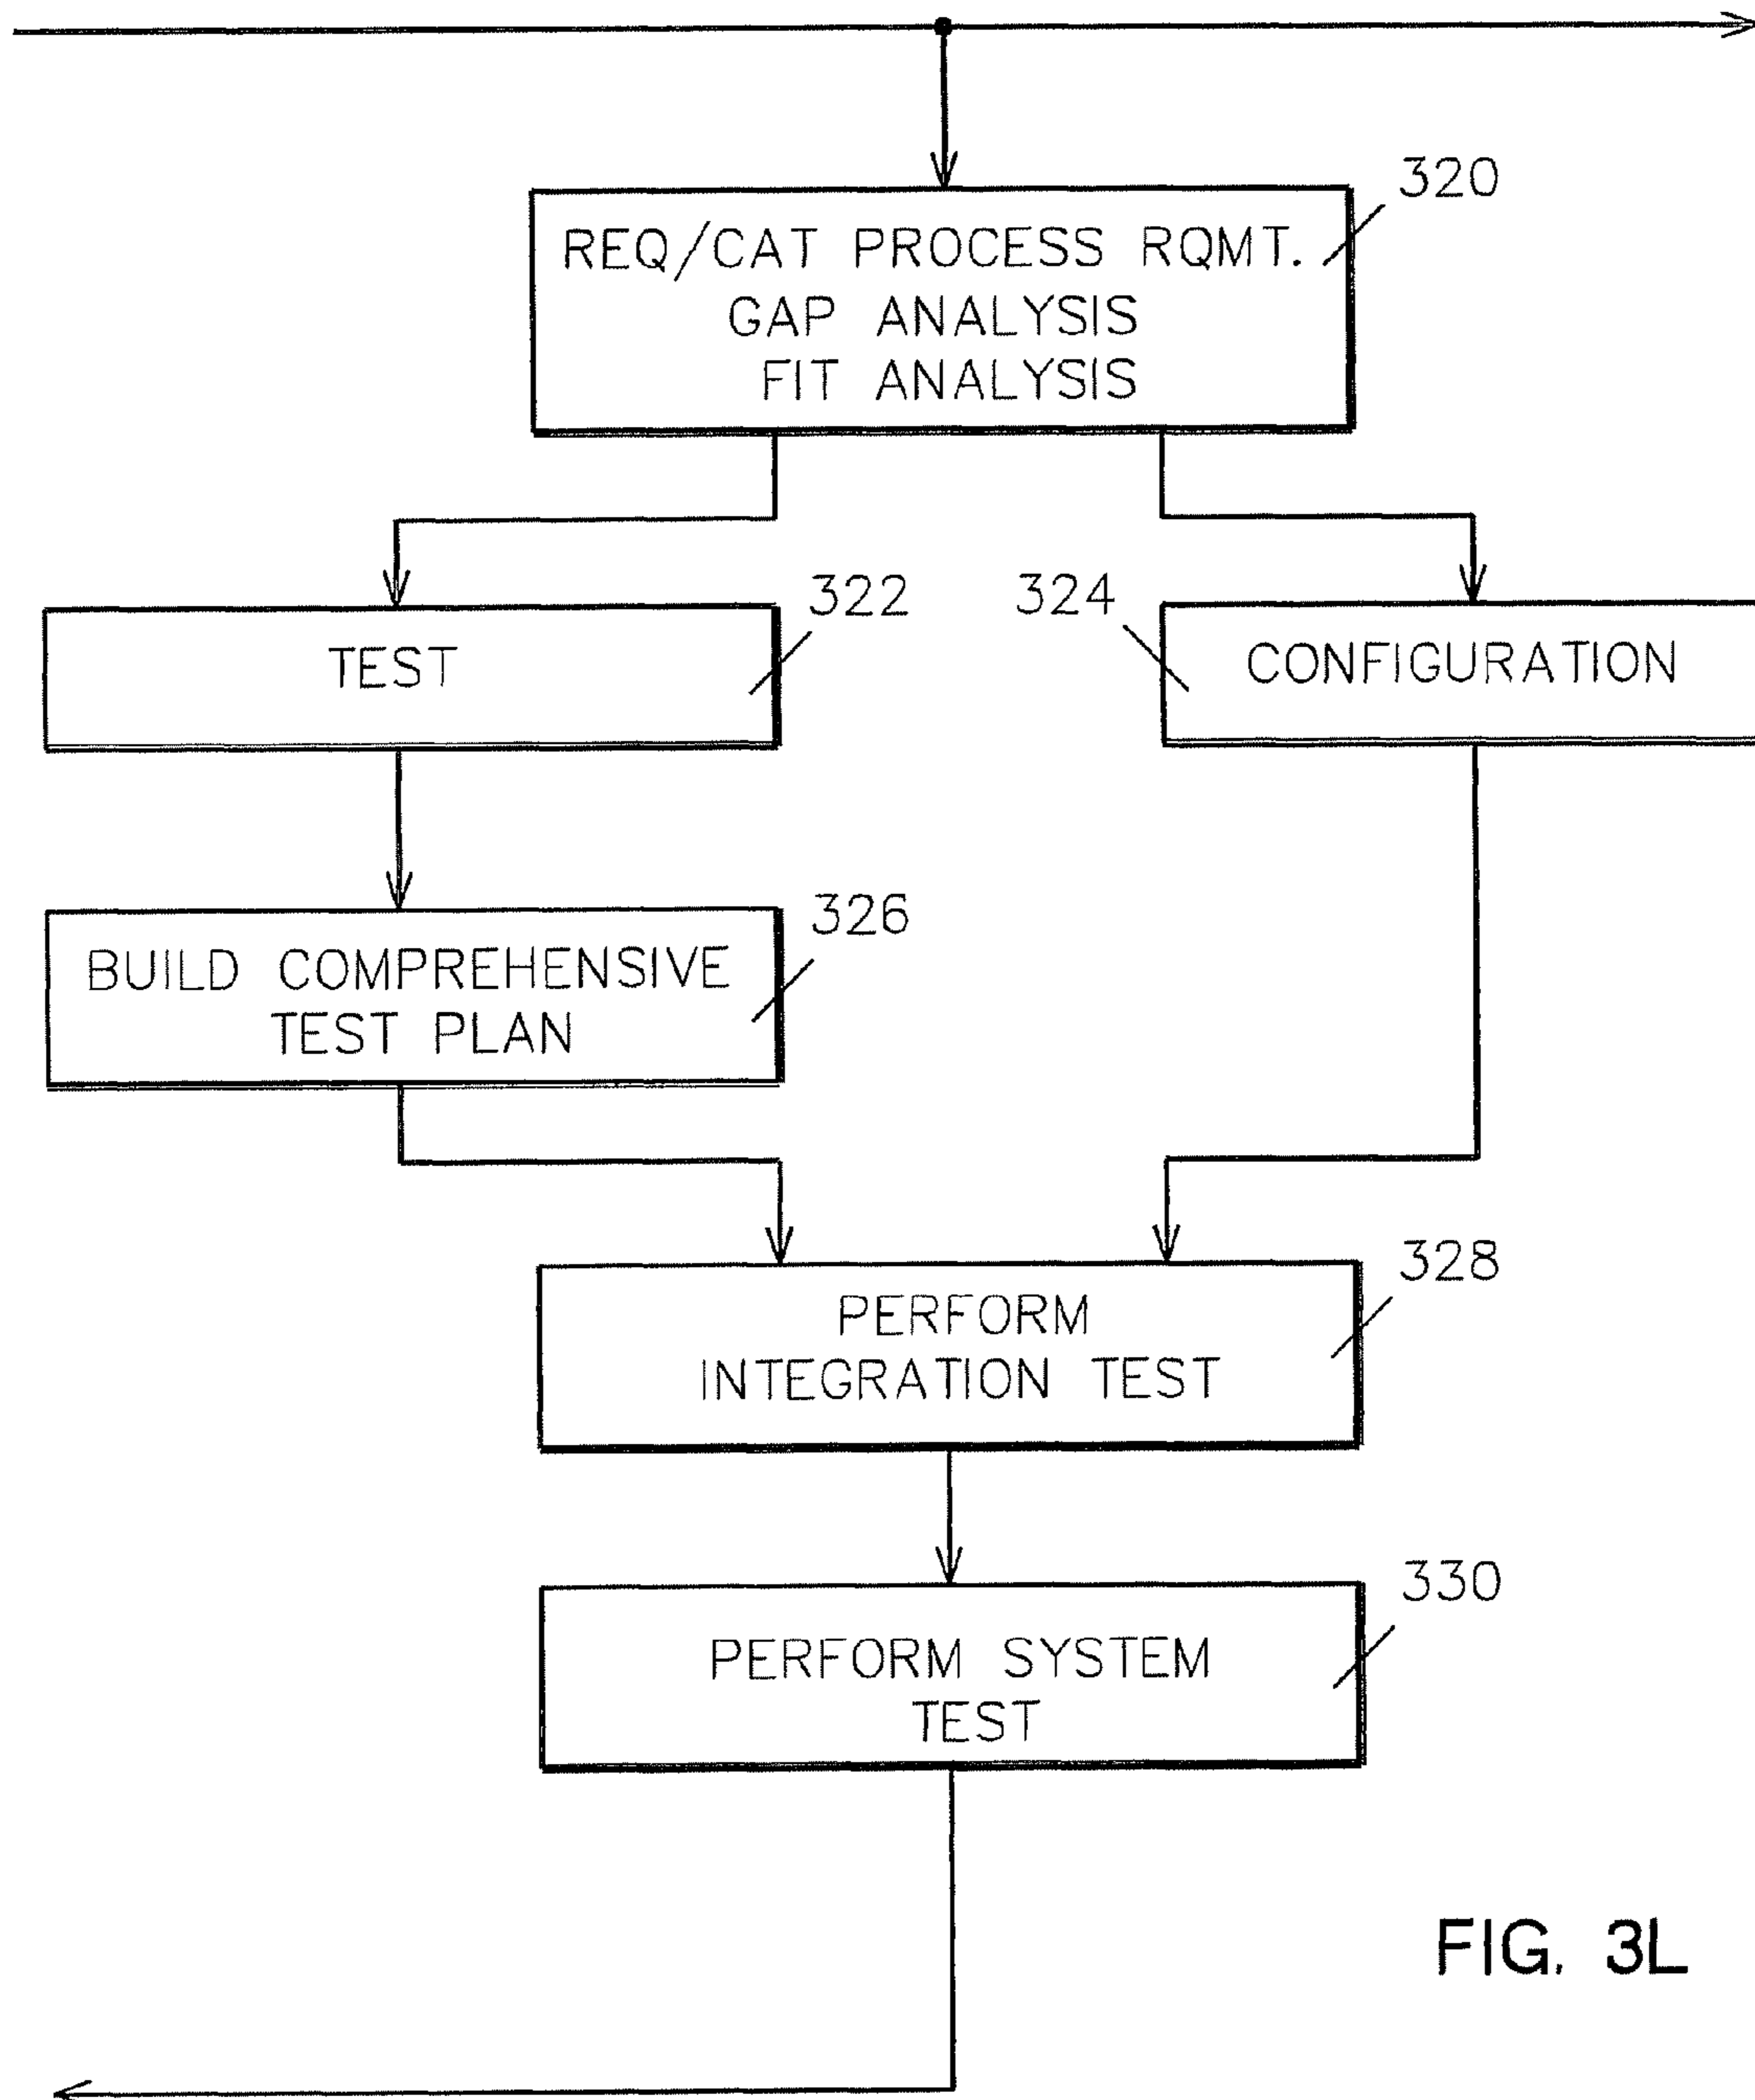 320
REQ/CAT PROCESS RQMT.
GAP ANALYSIS
FIT ANALYSIS
322
324
TEST
CONFIGURATION
326
BUILD COMPREHENSIVE
TEST PLAN
328
PERFORM
INTEGRATION TEST
330
PERFORM SYSTEM
TEST
FIG. 3L